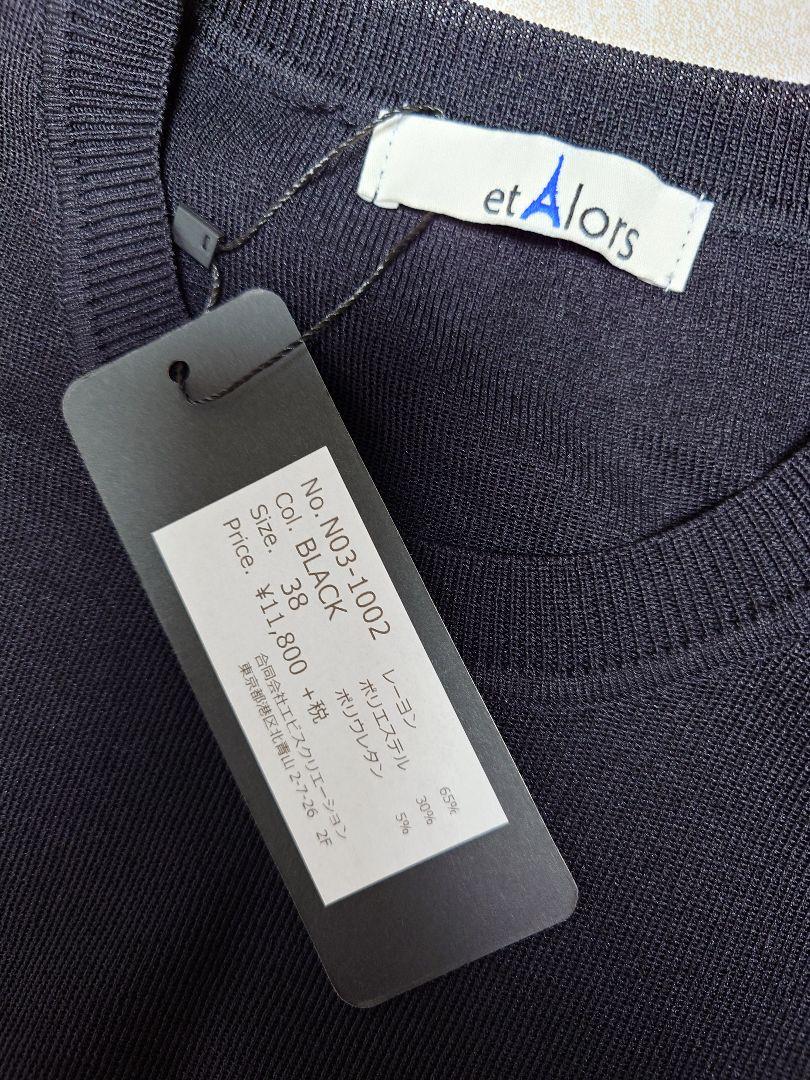 etAlors
No. N03-1002
Col. BLACK
Size. 38
Price. ¥11,800 +税
レーヨン 65%
ポリエステル 30%
ポリウレタン 5%
合同会社エビスクリエーション
東京都港区北青山 2-7-26 2F